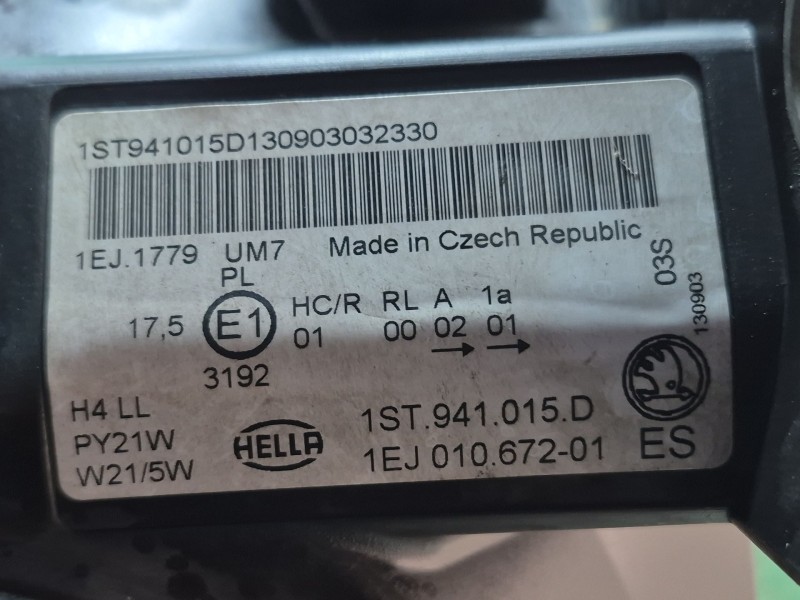 1ST941015D130903032330
1EJ.1779 UM7 Made in Czech Republic
PL
17,5 E1 HC/R RL A 1a
01 00 02 01
3192
03S
130903
H4 LL
PY21W
W21/5W
HELLA
1ST.941.015.D
1EJ 010.672-01
ES